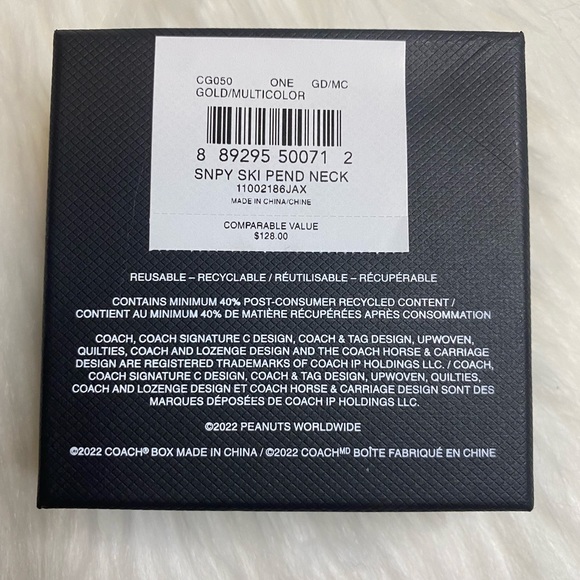 CG050 ONE GD/MC
GOLD/MULTICOLOR
8 89295 50071 2
SNPY SKI PEND NECK
11002186JAX
MADE IN CHINA/CHINE
COMPARABLE VALUE
$128.00
REUSABLE – RECYCLABLE / RÉUTILISABLE – RÉCUPÉRABLE
CONTAINS MINIMUM 40% POST-CONSUMER RECYCLED CONTENT /
CONTIENT AU MINIMUM 40% DE MATIÈRE RÉCUPÉRÉES APRÈS CONSOMMATION
COACH, COACH SIGNATURE C DESIGN, COACH & TAG DESIGN, UPWOVEN,
QUILTIES, COACH AND LOZENGE DESIGN AND THE COACH HORSE & CARRIAGE
DESIGN ARE REGISTERED TRADEMARKS OF COACH IP HOLDINGS LLC. / COACH,
COACH SIGNATURE C DESIGN, COACH & TAG DESIGN, UPWOVEN, QUILTIES,
COACH AND LOZENGE DESIGN ET COACH HORSE & CARRIAGE DESIGN SONT DES
MARQUES DÉPOSÉES DE COACH IP HOLDINGS LLC.
©2022 PEANUTS WORLDWIDE
©2022 COACH® BOX MADE IN CHINA / ©2022 COACHMD BOÎTE FABRIQUÉ EN CHINE